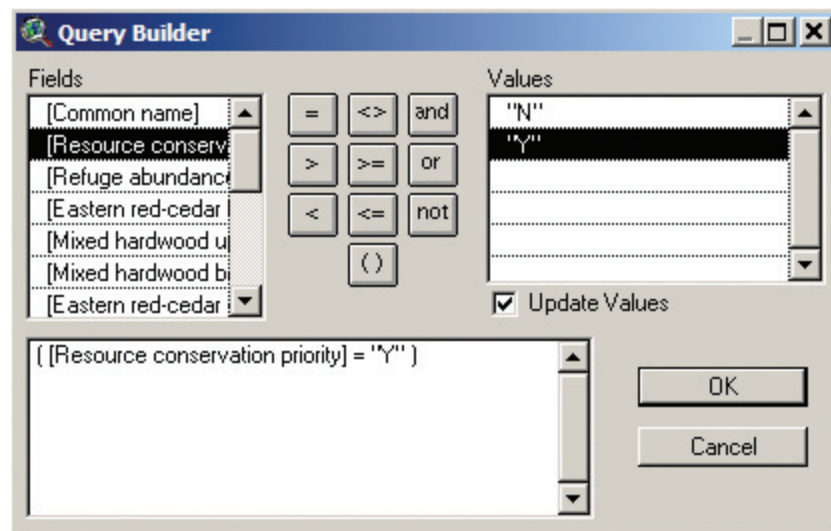 Query Builder
Fields
[Common name]
[Resource conserv
[Refuge abundanc
[Eastern red-cedar
[Mixed hardwood u
[Mixed hardwood b
[Eastern red-cedar
= <> and
> >= or
< <= not
()
Values
"N"
"Y"
Update Values
( [Resource conservation priority] = "Y" )
OK
Cancel